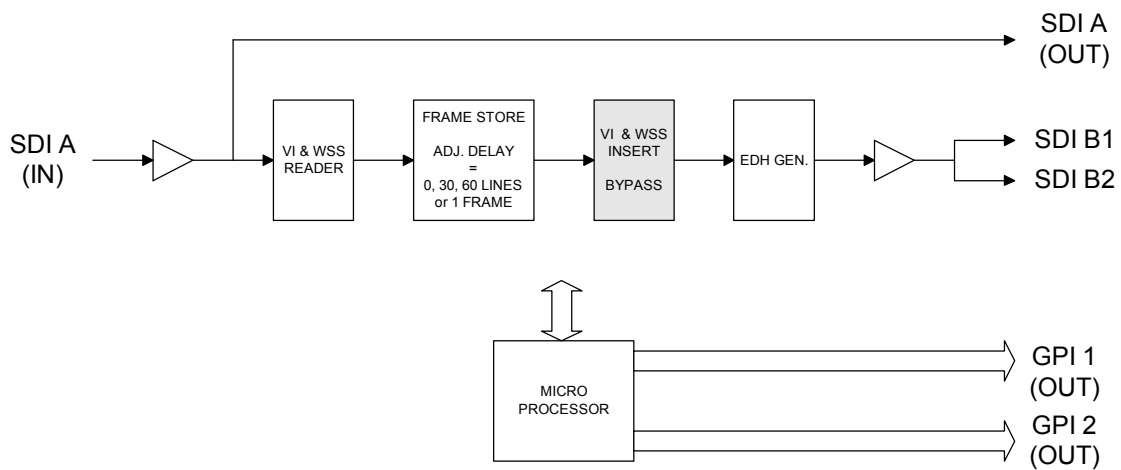 SDI A
(OUT)
SDI A
(IN)
VI & WSS
READER
FRAME STORE
ADJ. DELAY
=
0, 30, 60 LINES
or 1 FRAME
VI & WSS
INSERT
BYPASS
EDH GEN.
SDI B1
SDI B2
MICRO
PROCESSOR
GPI 1
(OUT)
GPI 2
(OUT)